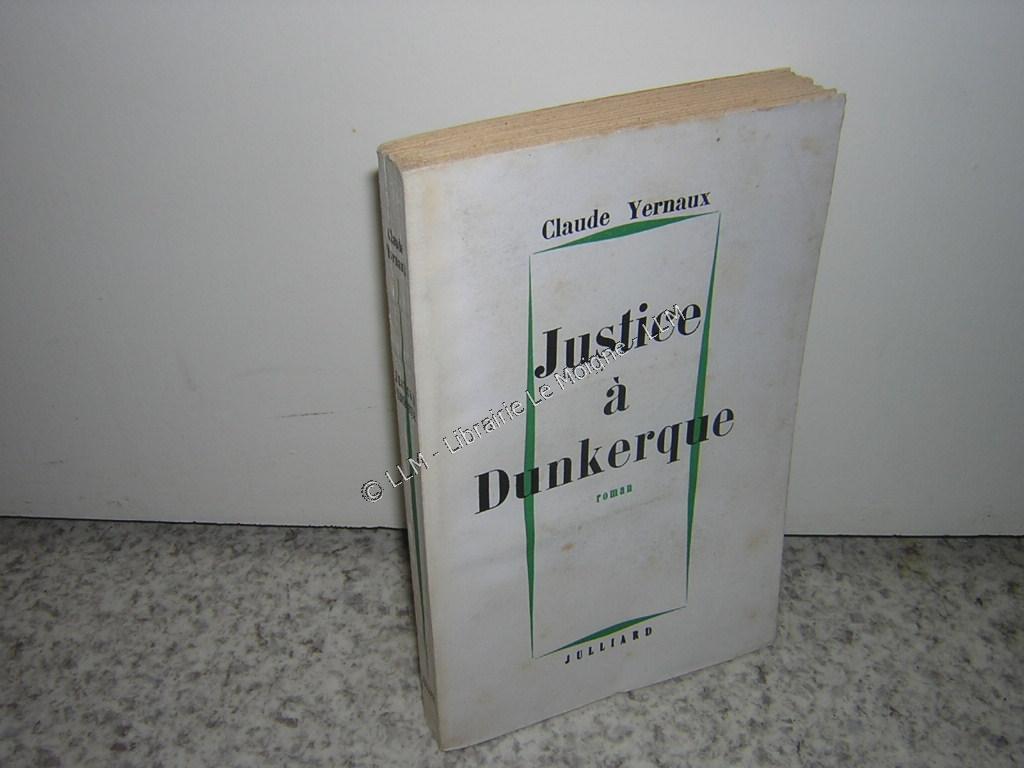 Claude Yernaux
Justice
à
Dunkerque
roman
JULLIARD
© LLM - Librairie Le Moigne - LLM